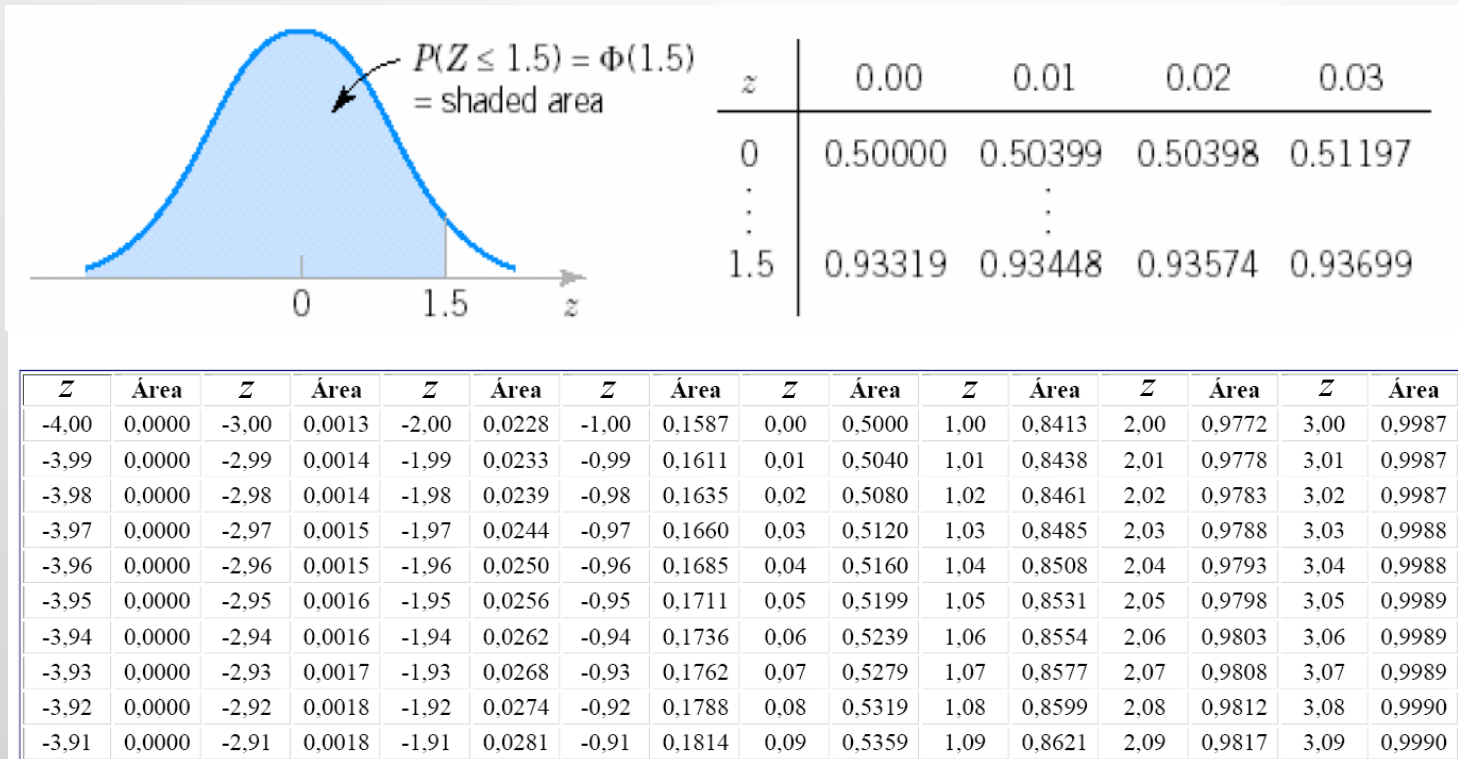 P(Z ≤ 1.5) = Φ(1.5)
= shaded area
0 1.5 z
z 0.00 0.01 0.02 0.03
0 0.50000 0.50399 0.50398 0.51197
⋮ ⋮
1.5 0.93319 0.93448 0.93574 0.93699
Z Área Z Área Z Área Z Área Z Área Z Área Z Área Z Área
-4,00 0,0000 -3,00 0,0013 -2,00 0,0228 -1,00 0,1587 0,00 0,5000 1,00 0,8413 2,00 0,9772 3,00 0,9987
-3,99 0,0000 -2,99 0,0014 -1,99 0,0233 -0,99 0,1611 0,01 0,5040 1,01 0,8438 2,01 0,9778 3,01 0,9987
-3,98 0,0000 -2,98 0,0014 -1,98 0,0239 -0,98 0,1635 0,02 0,5080 1,02 0,8461 2,02 0,9783 3,02 0,9987
-3,97 0,0000 -2,97 0,0015 -1,97 0,0244 -0,97 0,1660 0,03 0,5120 1,03 0,8485 2,03 0,9788 3,03 0,9988
-3,96 0,0000 -2,96 0,0015 -1,96 0,0250 -0,96 0,1685 0,04 0,5160 1,04 0,8508 2,04 0,9793 3,04 0,9988
-3,95 0,0000 -2,95 0,0016 -1,95 0,0256 -0,95 0,1711 0,05 0,5199 1,05 0,8531 2,05 0,9798 3,05 0,9989
-3,94 0,0000 -2,94 0,0016 -1,94 0,0262 -0,94 0,1736 0,06 0,5239 1,06 0,8554 2,06 0,9803 3,06 0,9989
-3,93 0,0000 -2,93 0,0017 -1,93 0,0268 -0,93 0,1762 0,07 0,5279 1,07 0,8577 2,07 0,9808 3,07 0,9989
-3,92 0,0000 -2,92 0,0018 -1,92 0,0274 -0,92 0,1788 0,08 0,5319 1,08 0,8599 2,08 0,9812 3,08 0,9990
-3,91 0,0000 -2,91 0,0018 -1,91 0,0281 -0,91 0,1814 0,09 0,5359 1,09 0,8621 2,09 0,9817 3,09 0,9990